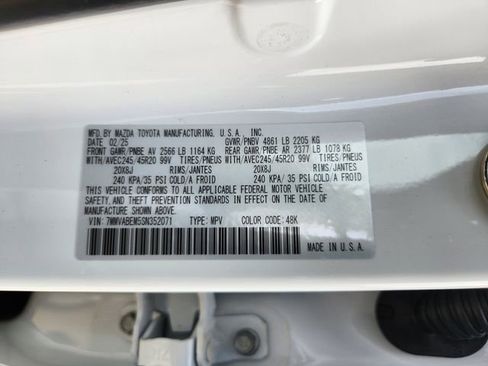 MFD.BY MAZDA TOYOTA MANUFACTURING, U.S.A., INC.
DATE 02/25 GVWR/PNBV 4861 LB 2205 KG
FRONT GAWR/PNBE AV 2566 LB 1164 KG REAR GAWR/PNBE AR 2377 LB 1078 KG
WITH/AVEC245/45R20 99V TIRES/PNEUS WITH/AVEC245/45R20 99V TIRES/PNEUS
20X8J RIMS/JANTES 20X8J RIMS/JANTES
240 KPA/35 PSI COLD/A FROID 240 KPA/ 35 PSI COLD/A FROID
THIS VEHICLE CONFORMS TO ALL APPLICABLE FEDERAL MOTOR VEHICLE
SAFETY, AND THEFT PREVENTION STANDARDS IN EFFECT ON THE DATE OF
MANUFACTURE SHOWN ABOVE.
VIN: 7MMVABEM5SN352071 TYPE: MPV COLOR CODE: 48K
MADE IN U.S.A.